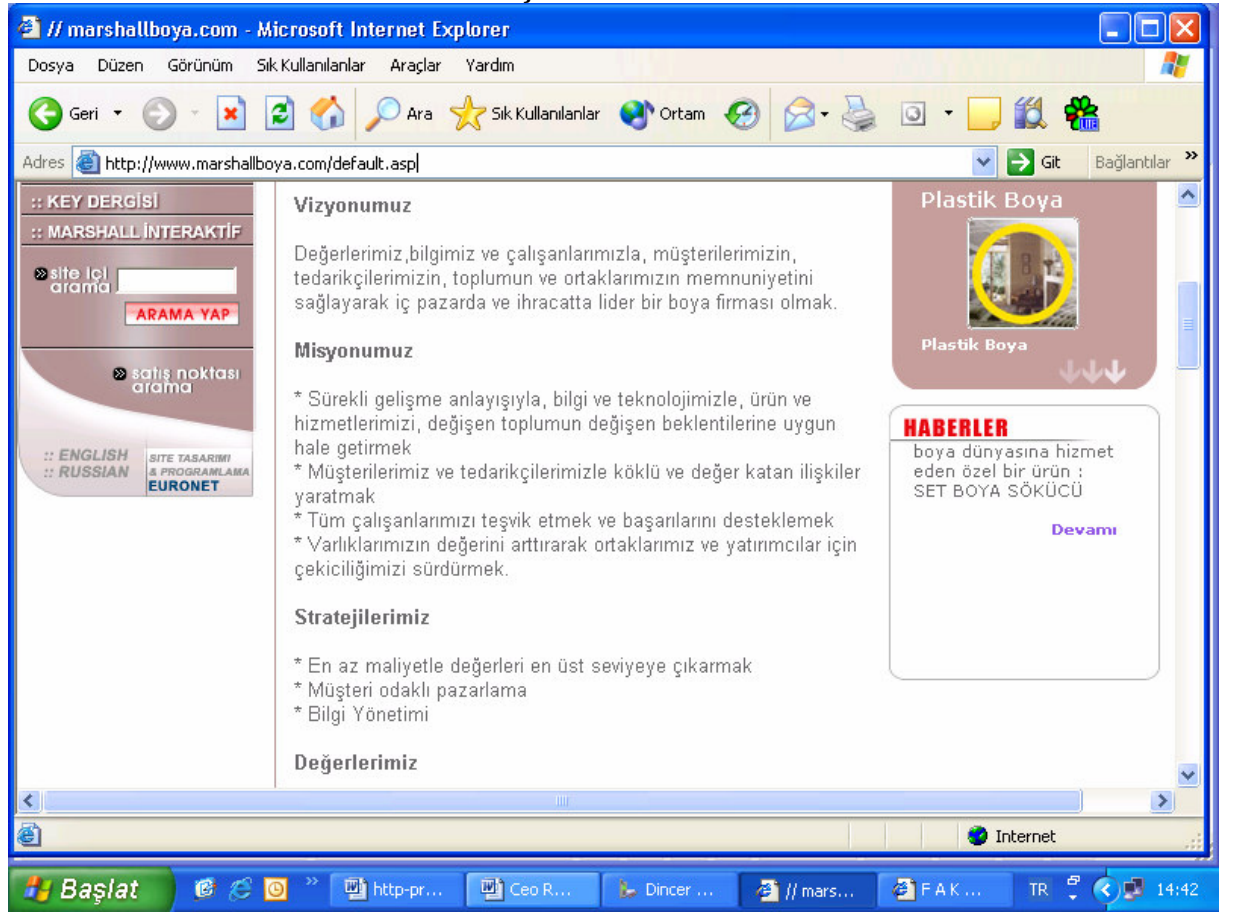 // marshallboya.com - Microsoft Internet Explorer
Dosya Düzen Görünüm Sık Kullanılanlar Araçlar Yardım
Geri Ara Sık Kullanılanlar Ortam
Adres http://www.marshallboya.com/default.asp Git Bağlantılar »
:: KEY DERGİSİ
:: MARSHALL İNTERAKTİF
site içi
arama
ARAMA YAP
satış noktası
arama
:: ENGLISH
:: RUSSIAN
SITE TASARIMI
& PROGRAMLAMA
EURONET
Vizyonumuz
Değerlerimiz,bilgimiz ve çalışanlarımızla, müşterilerimizin,
tedarikçilerimizin, toplumun ve ortaklarımızın memnuniyetini
sağlayarak iç pazarda ve ihracatta lider bir boya firması olmak.
Misyonumuz
* Sürekli gelişme anlayışıyla, bilgi ve teknolojimizle, ürün ve
hizmetlerimizi, değişen toplumun değişen beklentilerine uygun
hale getirmek
* Müşterilerimiz ve tedarikçilerimizle köklü ve değer katan ilişkiler
yaratmak
* Tüm çalışanlarımızı teşvik etmek ve başarılarını desteklemek
* Varlıklarımızın değerini arttırarak ortaklarımız ve yatırımcılar için
çekiciliğimizi sürdürmek.
Stratejilerimiz
* En az maliyetle değerleri en üst seviyeye çıkarmak
* Müşteri odaklı pazarlama
* Bilgi Yönetimi
Değerlerimiz
Plastik Boya
Plastik Boya
HABERLER
boya dünyasına hizmet
eden özel bir ürün :
SET BOYA SÖKÜCÜ
Devamı
Internet
Başlat » http-pr... Ceo R... Dincer ... // mars... F A K ... TR 14:42